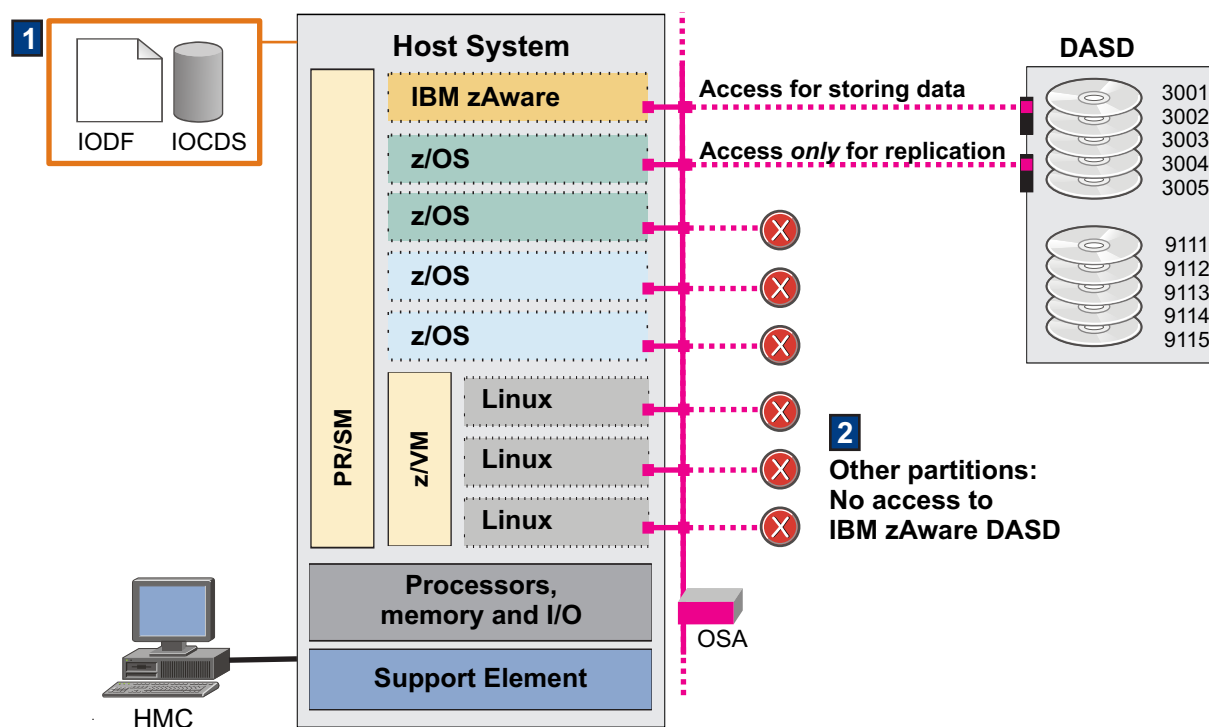 1
IODF
IOCDS
Host System
PR/SM
IBM zAware
z/OS
z/OS
z/OS
z/OS
z/VM
Linux
Linux
Linux
Processors,
memory and I/O
Support Element
HMC
OSA
Access for storing data
Access only for replication
X
X
X
X
X
X
2
Other partitions:
No access to
IBM zAware DASD
DASD
3001
3002
3003
3004
3005
9111
9112
9113
9114
9115